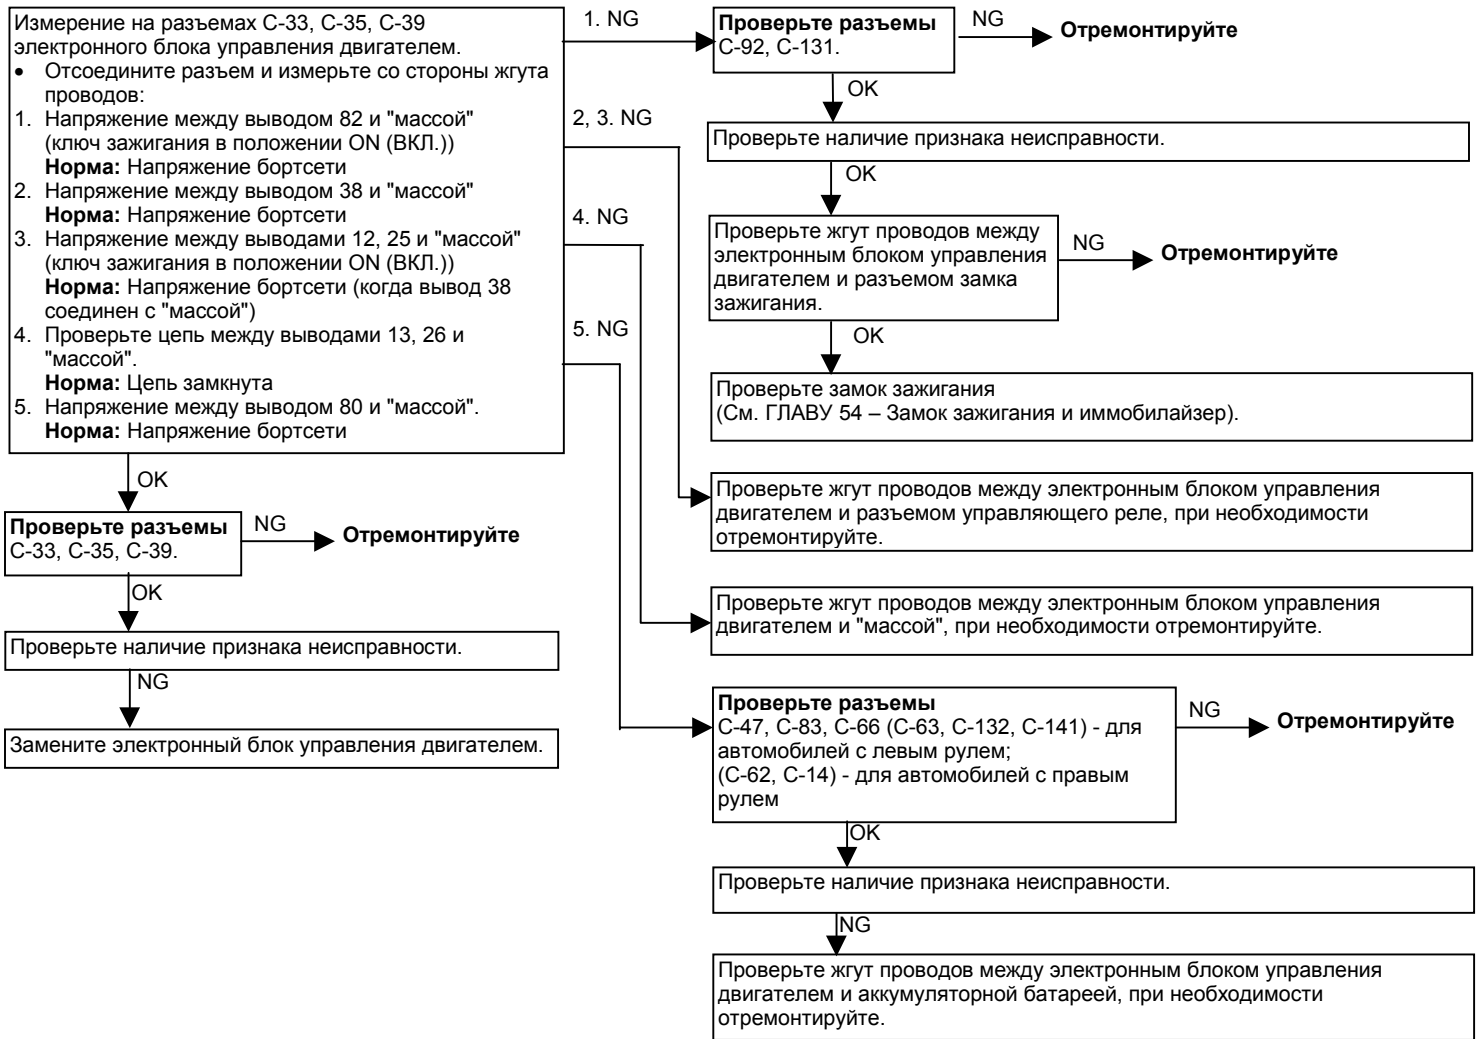 Измерение на разъемах C-33, C-35, C-39
электронного блока управления двигателем.
• Отсоедините разъем и измерьте со стороны жгута
проводов:
1. Напряжение между выводом 82 и "массой"
(ключ зажигания в положении ON (ВКЛ.))
Норма: Напряжение бортсети
2. Напряжение между выводом 38 и "массой"
Норма: Напряжение бортсети
3. Напряжение между выводами 12, 25 и "массой"
(ключ зажигания в положении ON (ВКЛ.))
Норма: Напряжение бортсети (когда вывод 38
соединен с "массой")
4. Проверьте цепь между выводами 13, 26 и
"массой".
Норма: Цепь замкнута
5. Напряжение между выводом 80 и "массой".
Норма: Напряжение бортсети
OK
Проверьте разъемы
C-33, C-35, C-39.
NG
Отремонтируйте
OK
Проверьте наличие признака неисправности.
NG
Замените электронный блок управления двигателем.
1. NG
Проверьте разъемы
C-92, C-131.
NG
Отремонтируйте
OK
Проверьте наличие признака неисправности.
OK
Проверьте жгут проводов между
электронным блоком управления
двигателем и разъемом замка
зажигания.
NG
Отремонтируйте
OK
Проверьте замок зажигания
(См. ГЛАВУ 54 – Замок зажигания и иммобилайзер).
2, 3. NG
Проверьте жгут проводов между электронным блоком управления
двигателем и разъемом управляющего реле, при необходимости
отремонтируйте.
4. NG
Проверьте жгут проводов между электронным блоком управления
двигателем и "массой", при необходимости отремонтируйте.
5. NG
Проверьте разъемы
C-47, C-83, C-66 (C-63, C-132, C-141) - для
автомобилей с левым рулем;
(C-62, C-14) - для автомобилей с правым
рулем
NG
Отремонтируйте
OK
Проверьте наличие признака неисправности.
NG
Проверьте жгут проводов между электронным блоком управления
двигателем и аккумуляторной батареей, при необходимости
отремонтируйте.